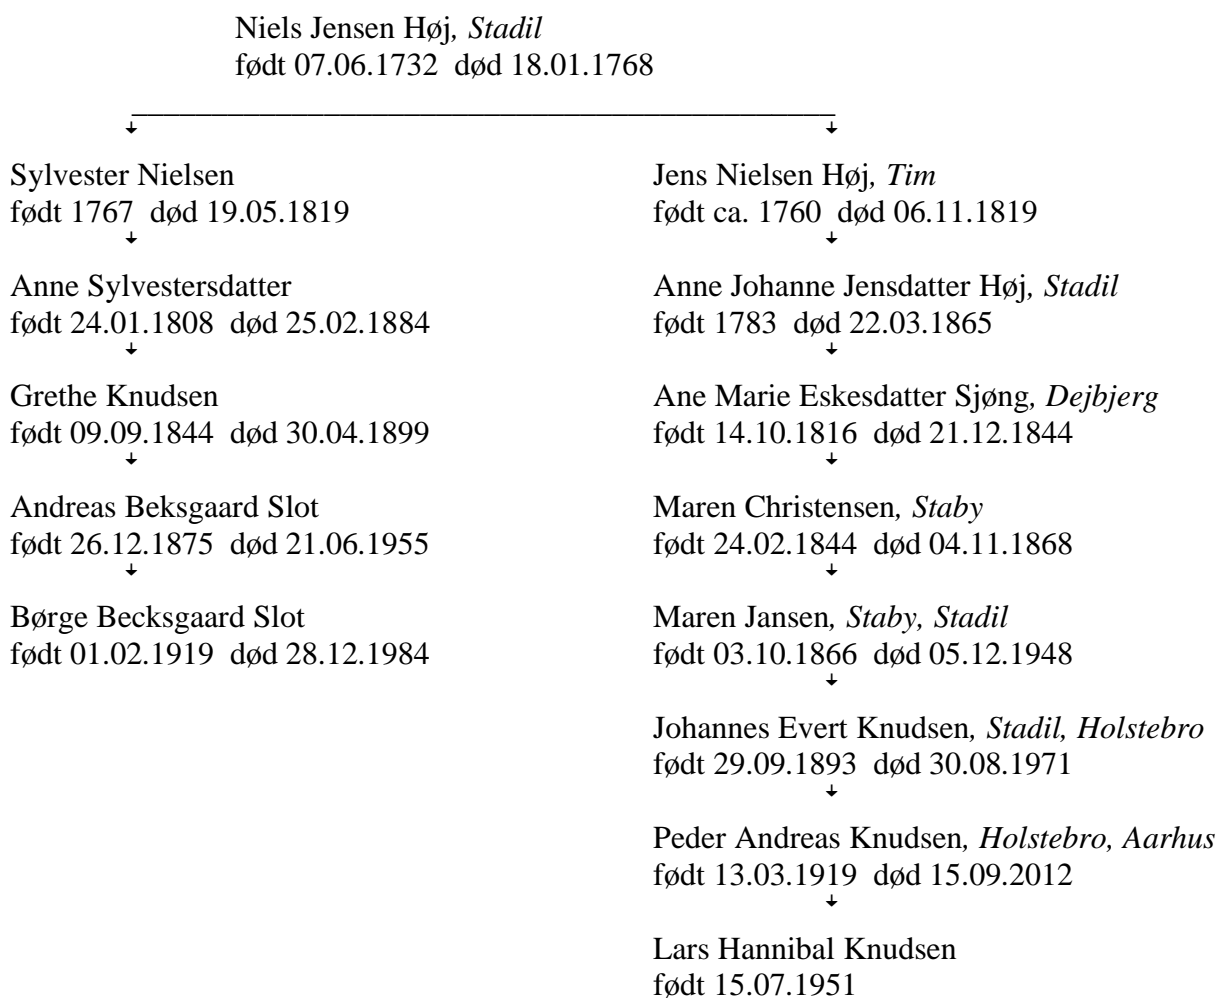 Niels Jensen Høj, Stadil
født 07.06.1732 død 18.01.1768
Sylvester Nielsen
født 1767 død 19.05.1819
Anne Sylvestersdatter
født 24.01.1808 død 25.02.1884
Grethe Knudsen
født 09.09.1844 død 30.04.1899
Andreas Beksgaard Slot
født 26.12.1875 død 21.06.1955
Børge Becksgaard Slot
født 01.02.1919 død 28.12.1984
Jens Nielsen Høj, Tim
født ca. 1760 død 06.11.1819
Anne Johanne Jensdatter Høj, Stadil
født 1783 død 22.03.1865
Ane Marie Eskesdatter Sjøng, Dejbjerg
født 14.10.1816 død 21.12.1844
Maren Christensen, Staby
født 24.02.1844 død 04.11.1868
Maren Jansen, Staby, Stadil
født 03.10.1866 død 05.12.1948
Johannes Evert Knudsen, Stadil, Holstebro
født 29.09.1893 død 30.08.1971
Peder Andreas Knudsen, Holstebro, Aarhus
født 13.03.1919 død 15.09.2012
Lars Hannibal Knudsen
født 15.07.1951